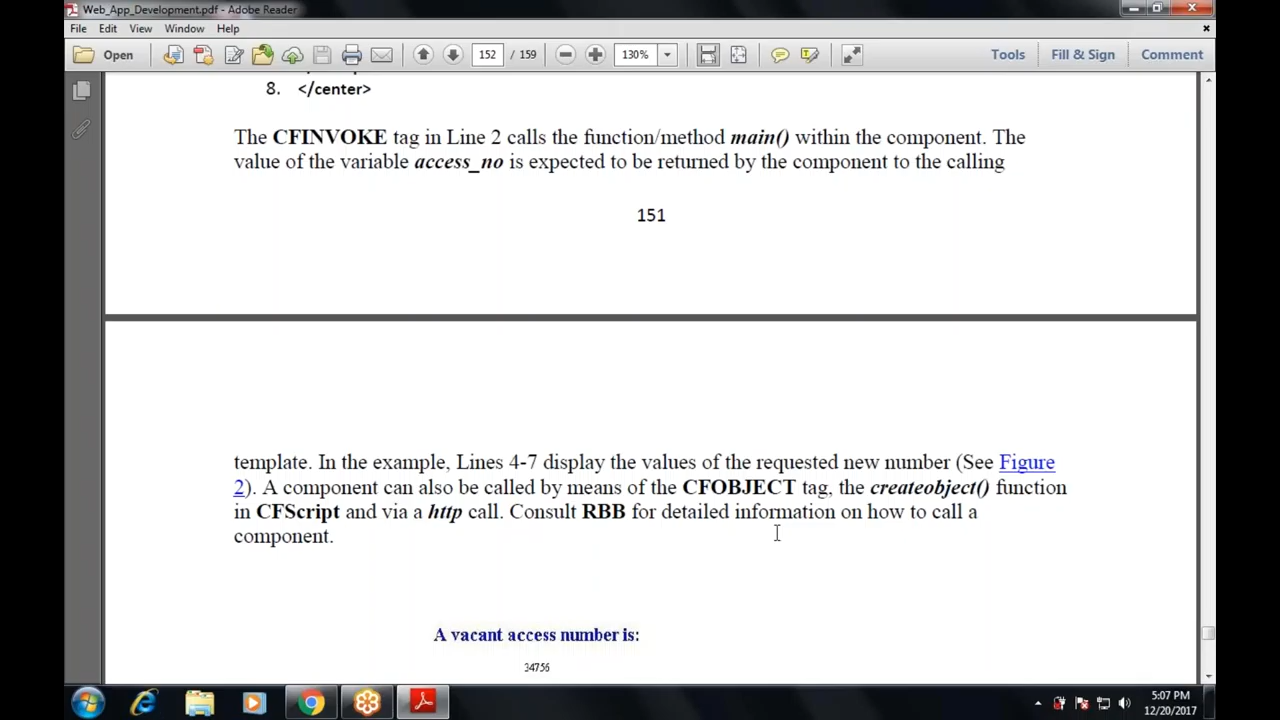 Web_App_Development.pdf - Adobe Reader
File Edit View Window Help
Open 152 / 159 130% Tools Fill & Sign Comment
8. </center>
The CFINVOKE tag in Line 2 calls the function/method main() within the component. The
value of the variable access_no is expected to be returned by the component to the calling
151
template. In the example, Lines 4-7 display the values of the requested new number (See Figure
2). A component can also be called by means of the CFOBJECT tag, the createobject() function
in CFScript and via a http call. Consult RBB for detailed information on how to call a
component.
A vacant access number is:
34756
5:07 PM
12/20/2017